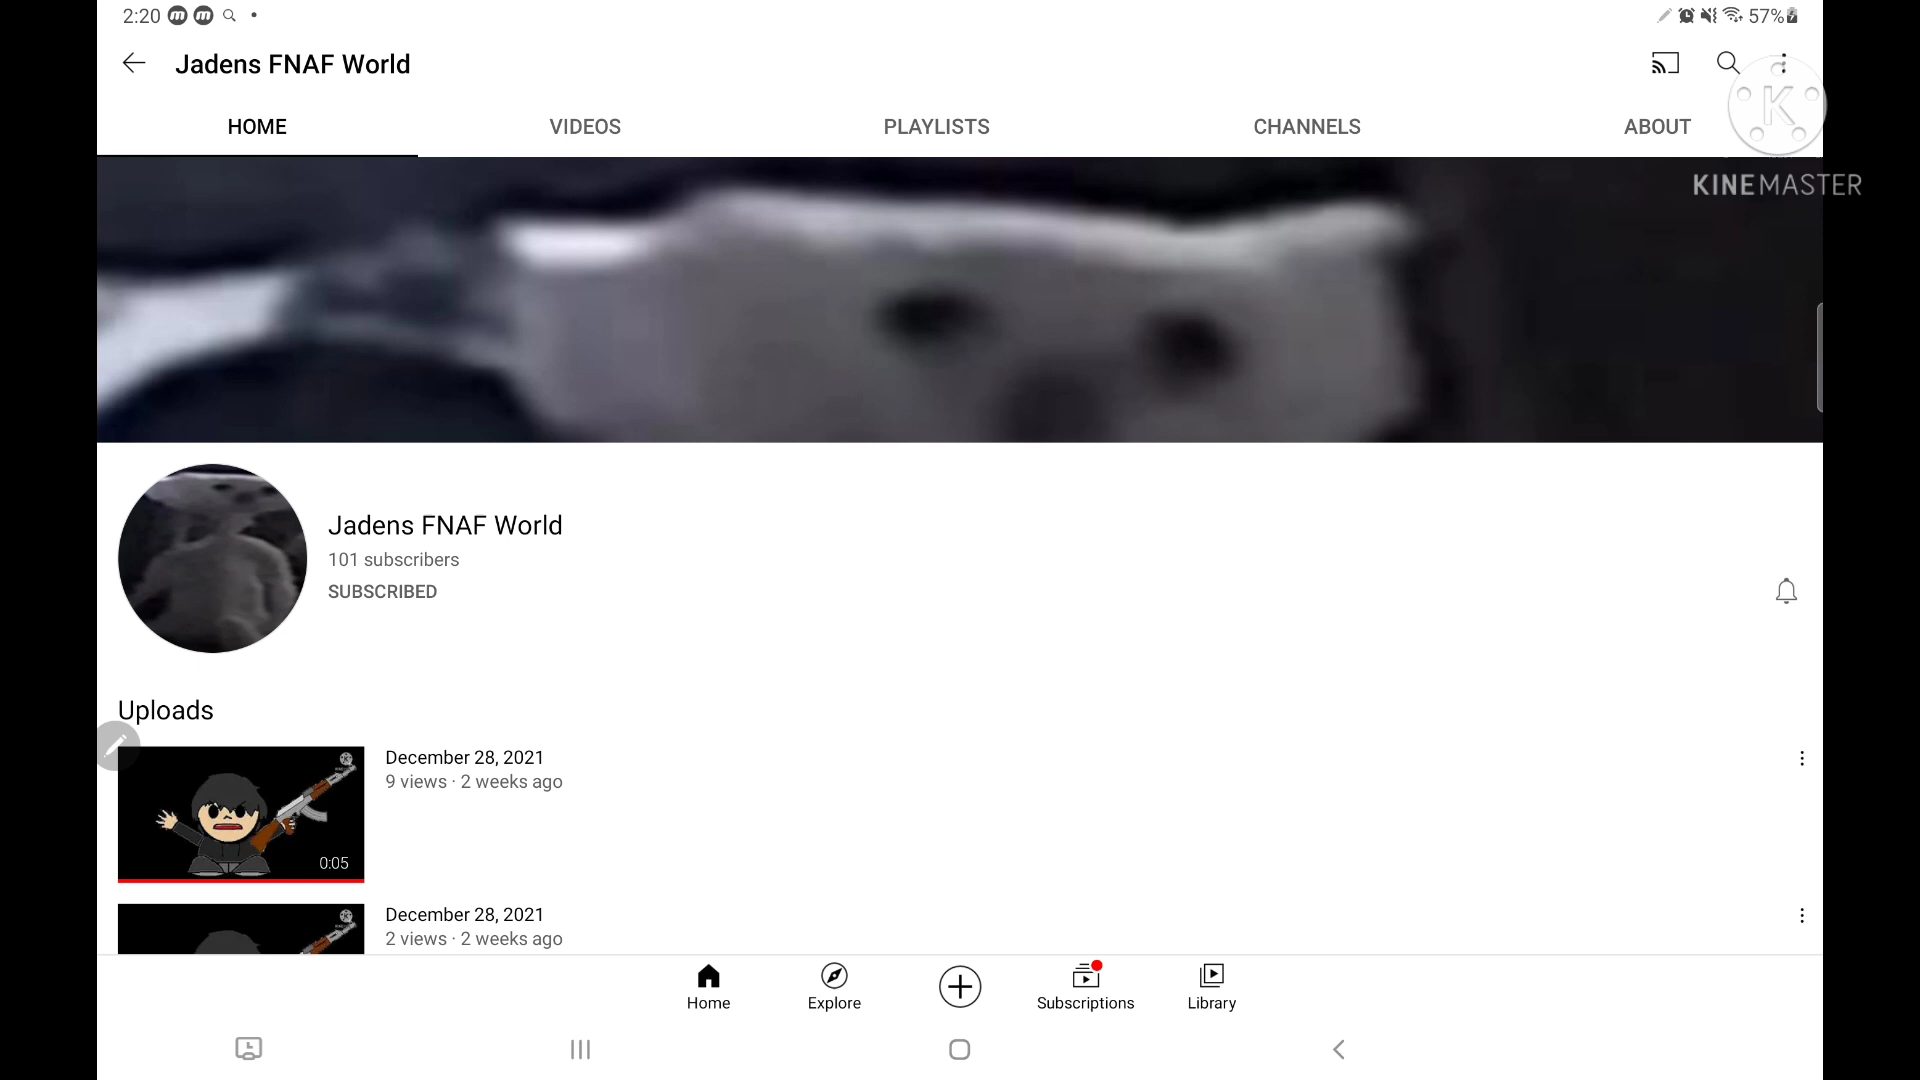 2:20
57%
Jadens FNAF World
HOME
VIDEOS
PLAYLISTS
CHANNELS
ABOUT
K
KINEMASTER
Jadens FNAF World
101 subscribers
SUBSCRIBED
Uploads
December 28, 2021
9 views · 2 weeks ago
0:05
December 28, 2021
2 views · 2 weeks ago
Home
Explore
Subscriptions
Library